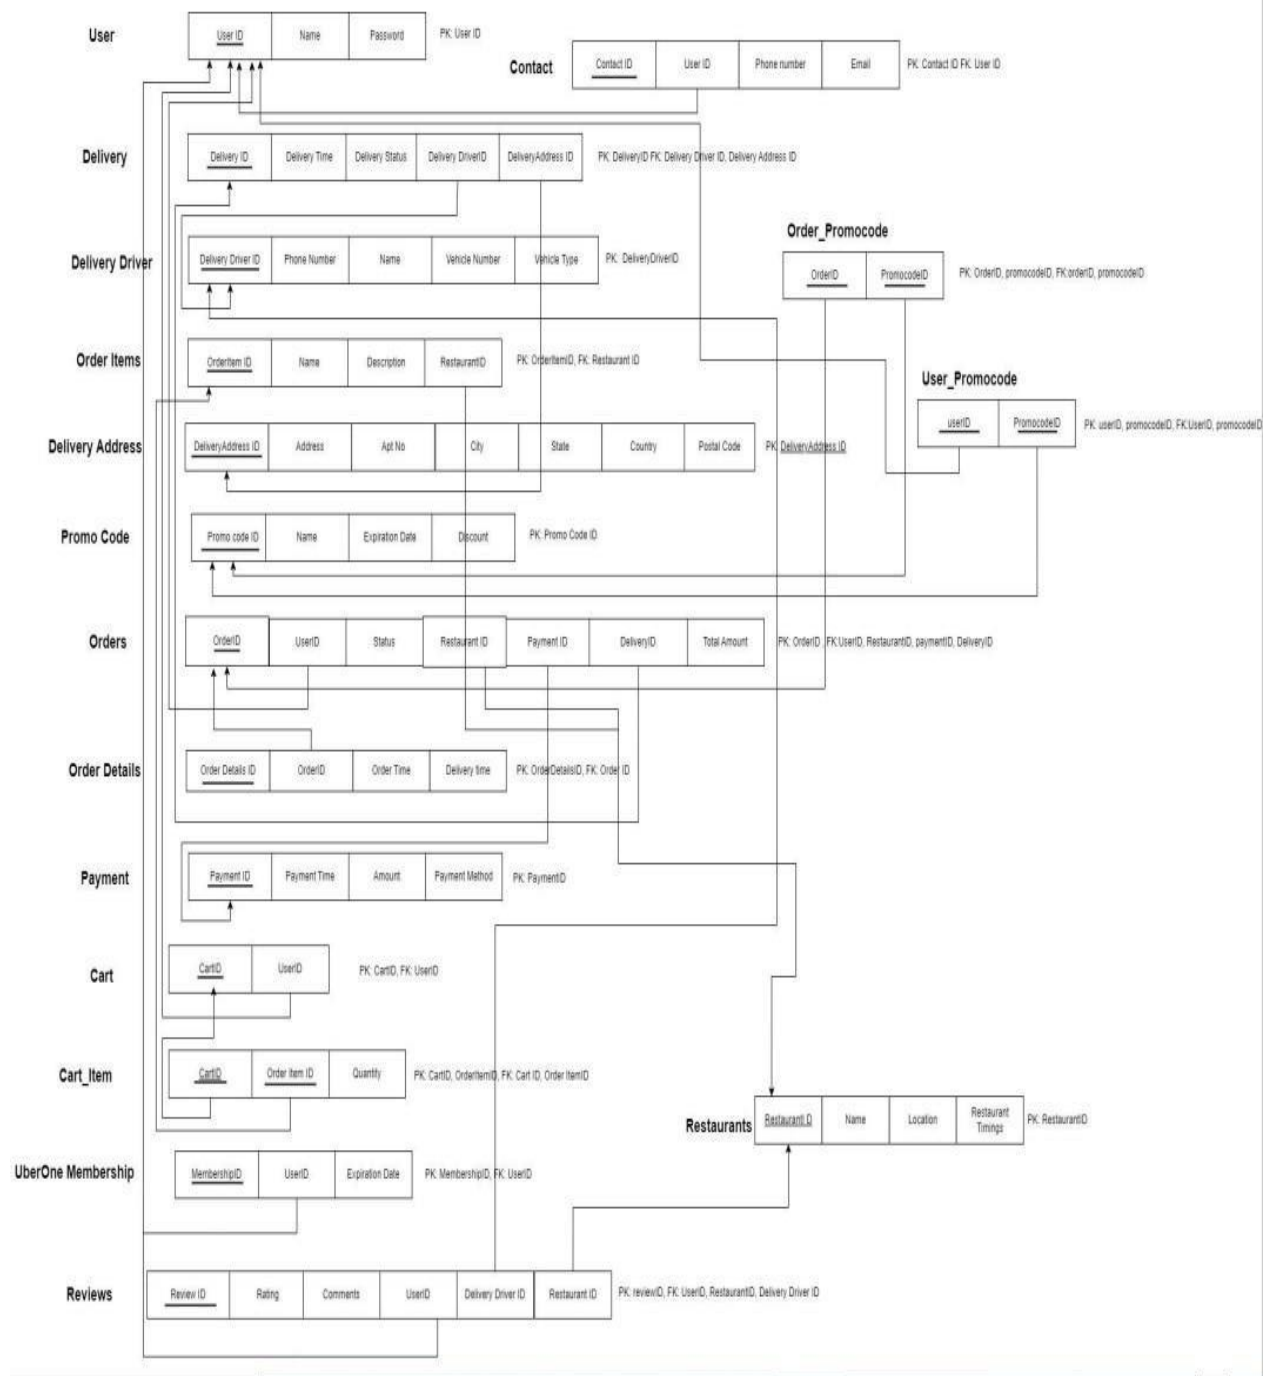 User
User ID Name Password PK: User ID
Contact
Contact ID User ID Phone number Email PK: Contact ID FK: User ID
Delivery
Delivery ID Delivery Time Delivery Status Delivery DriverID DeliveryAddress ID PK: DeliveryID FK: Delivery Driver ID, Delivery Address ID
Order_Promocode
OrderID PromocodeID PK: OrderID, promocodeID, FK:orderID, promocodeID
Delivery Driver
Delivery Driver ID Phone Number Name Vehicle Number Vehicle Type PK: DeliveryDriverID
Order Items
OrderItem ID Name Description RestaurantID PK: OrderItemID, FK: Restaurant ID
User_Promocode
userID PromocodeID PK: userID, promocodeID, FK:UserID, promocodeID
Delivery Address
DeliveryAddress ID Address Apt No City State Country Postal Code PK: DeliveryAddress ID
Promo Code
Promo code ID Name Expiration Date Discount PK: Promo Code ID
Orders
OrderID UserID Status Restaurant ID Payment ID DeliveryID Total Amount PK: OrderID , FK:UserID, RestaurantID, paymentID, DeliveryID
Order Details
Order Details ID OrderID Order Time Delivery time PK: OrderDetailsID, FK: Order ID
Payment
Payment ID Payment Time Amount Payment Method PK: PaymentID
Cart
CartID UserID PK: CartID, FK: UserID
Cart_Item
CartID Order Item ID Quantity PK: CartID, OrderItemID, FK: Cart ID, Order ItemID
Restaurants
RestaurantI D Name Location Restaurant Timings PK: RestaurantID
UberOne Membership
MembershipID UserID Expiration Date PK: MembershipID, FK: UserID
Reviews
Review ID Rating Comments UserID Delivery Driver ID Restaurant ID PK: reviewID, FK: UserID, RestaurantID, Delivery Driver ID